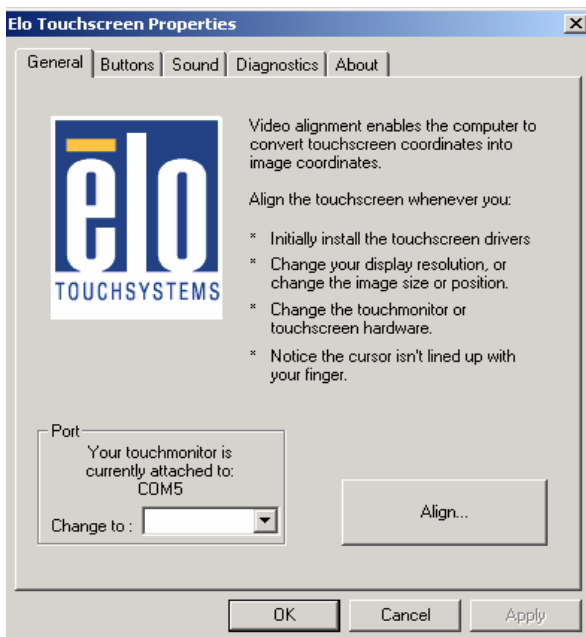 Elo Touchscreen Properties
General Buttons Sound Diagnostics About
elo
TOUCHSYSTEMS
Video alignment enables the computer to
convert touchscreen coordinates into
image coordinates.
Align the touchscreen whenever you:
* Initially install the touchscreen drivers
* Change your display resolution, or
change the image size or position.
* Change the touchmonitor or
touchscreen hardware.
* Notice the cursor isn't lined up with
your finger.
Port
Your touchmonitor is
currently attached to:
COM5
Change to :
Align...
OK Cancel Apply